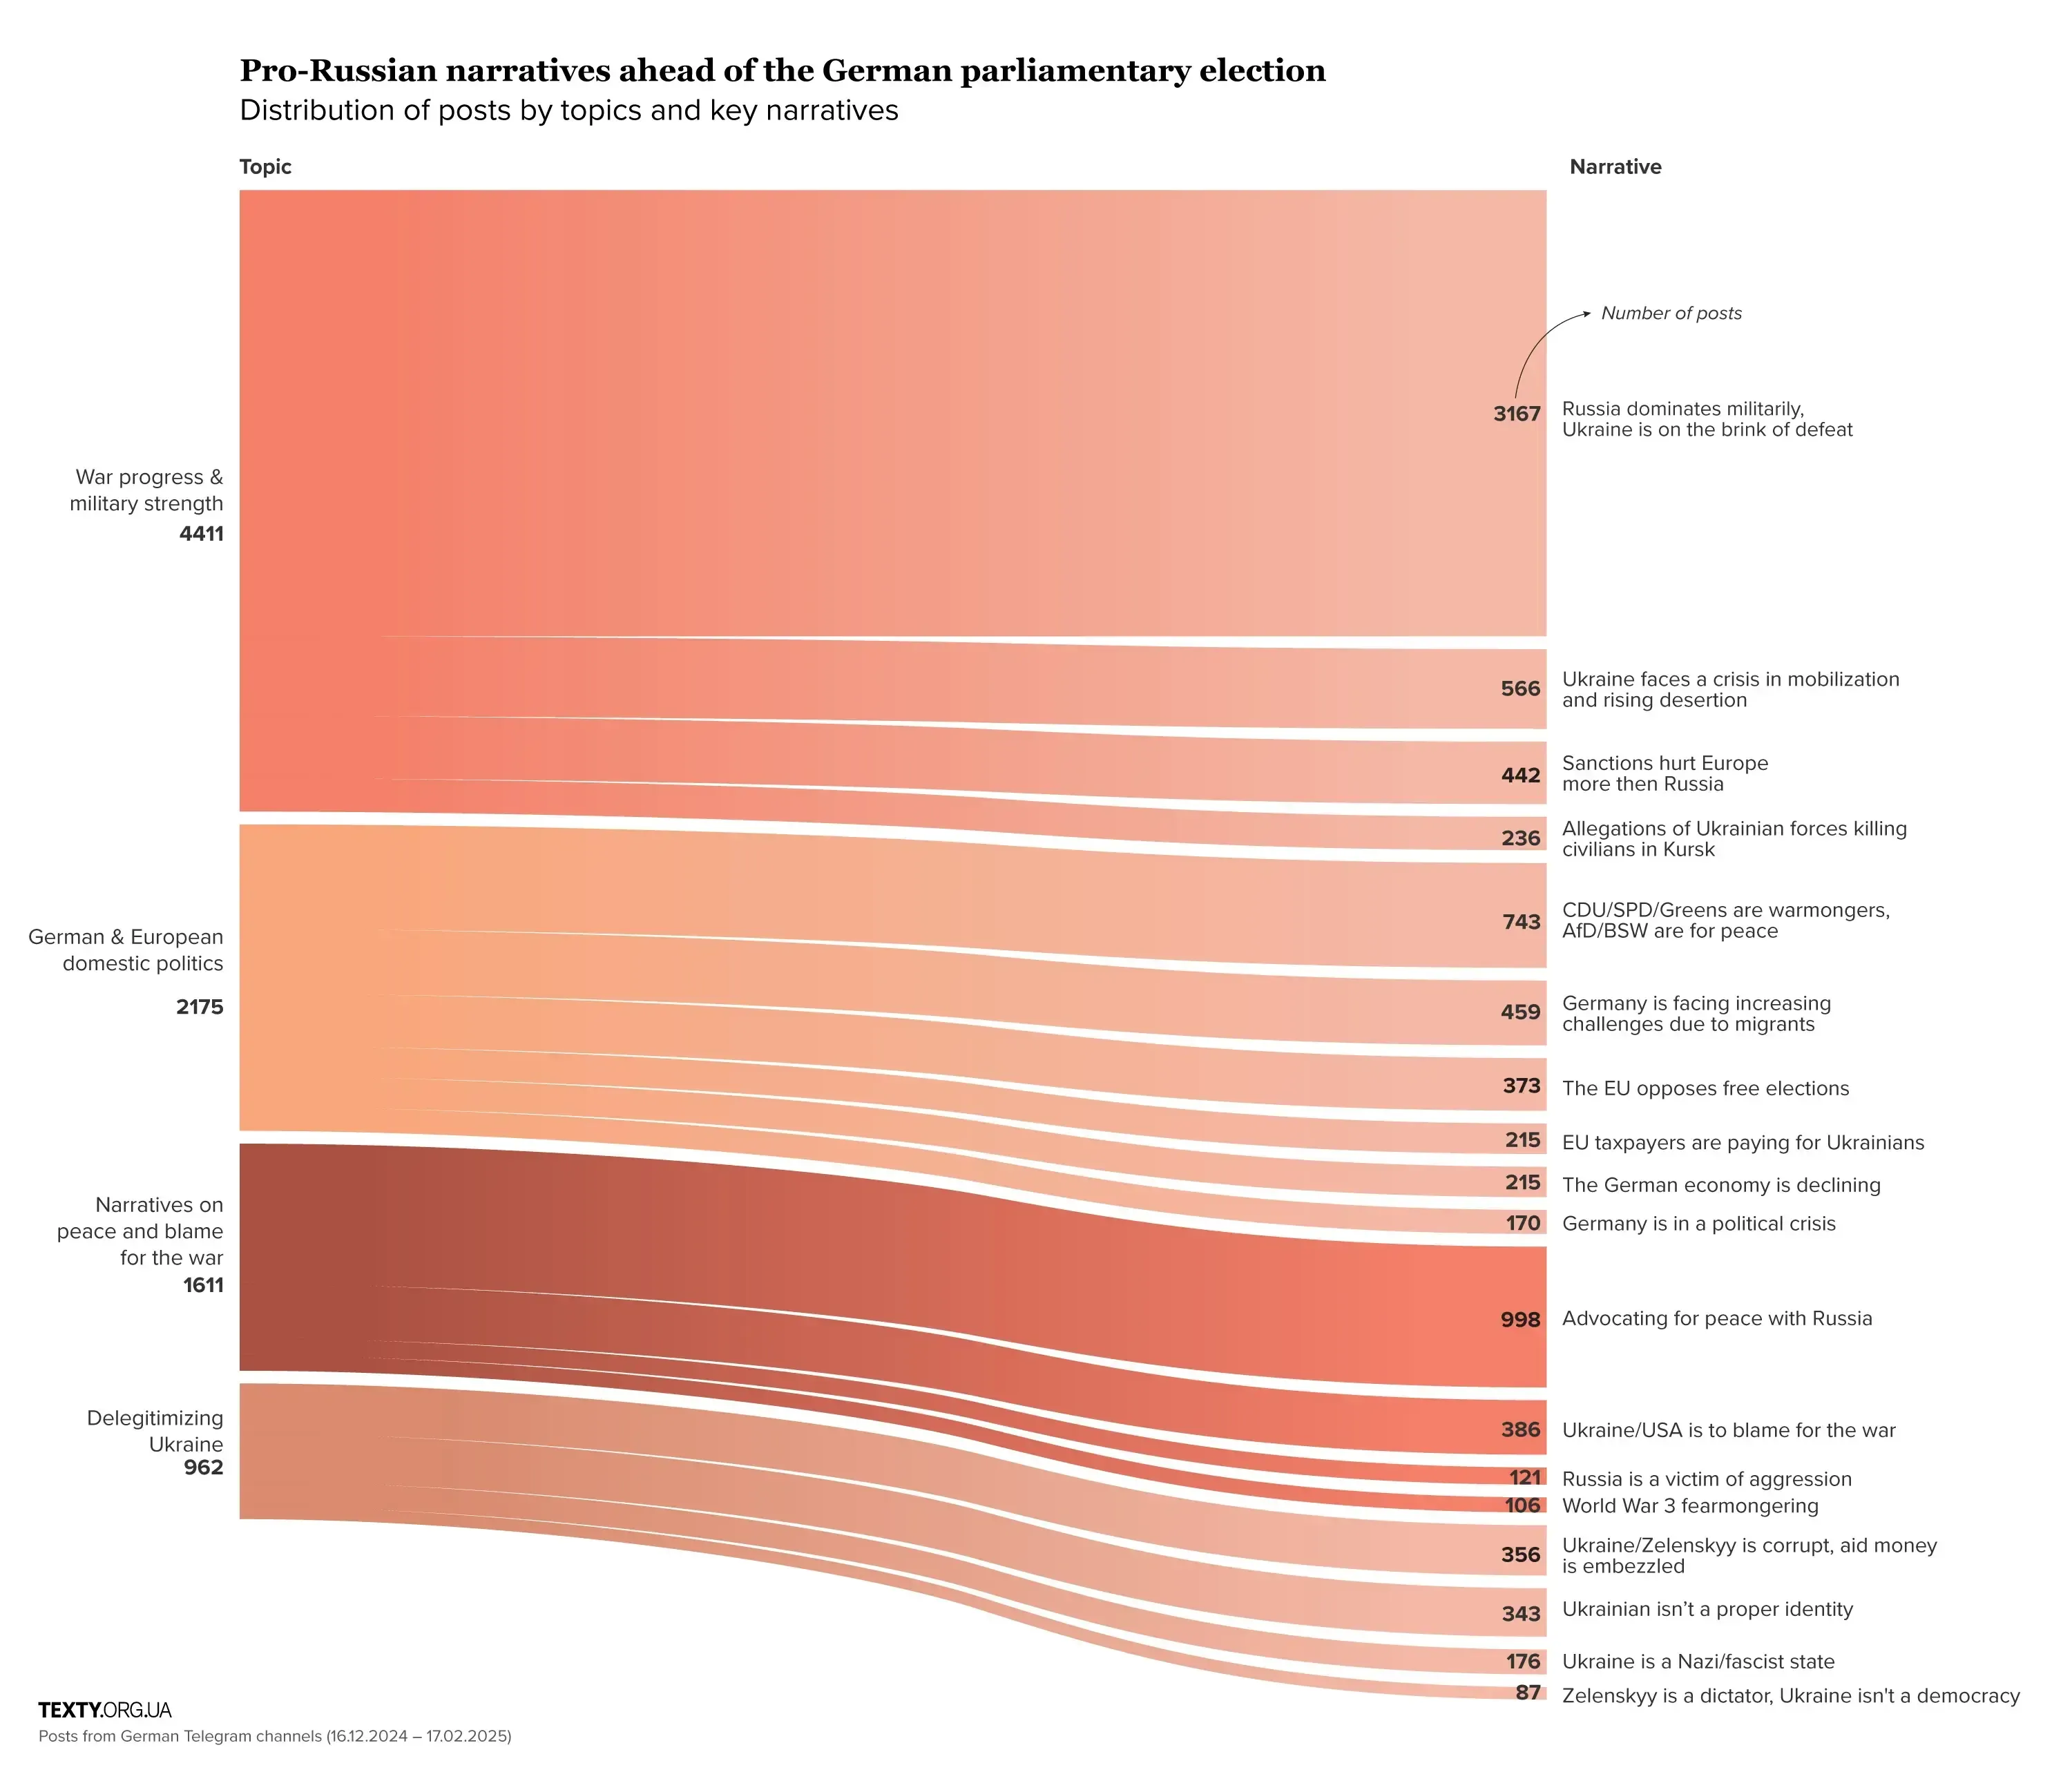 Pro-Russian narratives ahead of the German parliamentary election
Distribution of posts by topics and key narratives
Topic
Narrative
Number of posts
War progress &
military strength
4411
3167
Russia dominates militarily,
Ukraine is on the brink of defeat
566
Ukraine faces a crisis in mobilization
and rising desertion
442
Sanctions hurt Europe
more then Russia
236
Allegations of Ukrainian forces killing
civilians in Kursk
German & European
domestic politics
2175
743
CDU/SPD/Greens are warmongers,
AfD/BSW are for peace
459
Germany is facing increasing
challenges due to migrants
373
The EU opposes free elections
215
EU taxpayers are paying for Ukrainians
215
The German economy is declining
170
Germany is in a political crisis
Narratives on
peace and blame
for the war
1611
998
Advocating for peace with Russia
386
Ukraine/USA is to blame for the war
121
Russia is a victim of aggression
106
World War 3 fearmongering
Delegitimizing
Ukraine
962
356
Ukraine/Zelenskyy is corrupt, aid money
is embezzled
343
Ukrainian isn’t a proper identity
176
Ukraine is a Nazi/fascist state
87
Zelenskyy is a dictator, Ukraine isn't a democracy
TEXTY.ORG.UA
Posts from German Telegram channels (16.12.2024 – 17.02.2025)